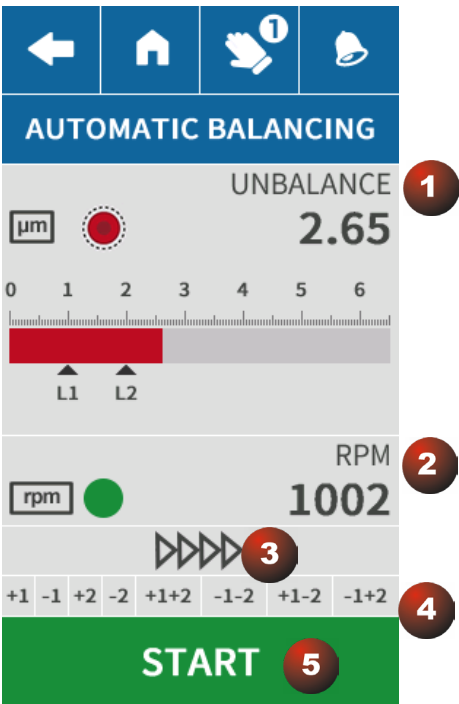 1
AUTOMATIC BALANCING
UNBALANCE
1
µm
2.65
0 1 2 3 4 5 6
L1 L2
RPM
2
rpm
1002
3
+1 -1 +2 -2 +1+2 -1-2 +1-2 -1+2
4
START
5